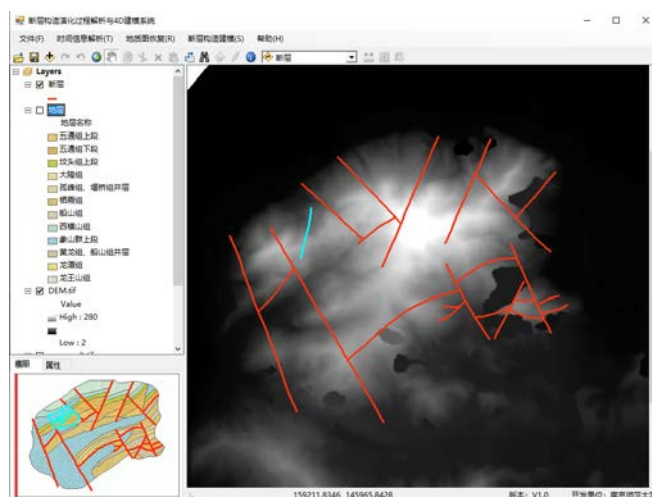 断层构造演化过程解析与4D建模系统
文件(F) 时间信息解析(T) 地质图恢复(R) 断层构造建模(S) 帮助(H)
断层
Layers
断层
地层
地层名称
五通组上段
五通组下段
坟头组上段
大隆组
孤峰组、堰桥组并层
栖霞组
船山组
西横山组
象山群上段
黄龙组、船山组并层
龙潭组
龙王山组
DEM.tif
Value
High : 280
Low : 2
属性
159211.8346 145965.8428 版本: V1.0 开发单位: 南京师范大